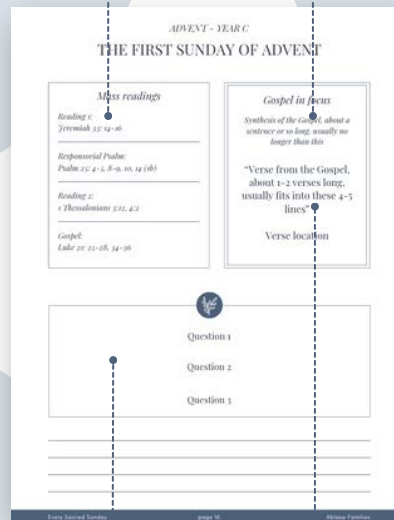 ADVENT - YEAR C
THE FIRST SUNDAY OF ADVENT
Mass readings
Reading 1:
Jeremiah 33: 14-16
Responsorial Psalm:
Psalm 25: 4-5, 8-9, 10, 14 (1b)
Reading 2:
1 Thessalonians 3:12, 4:2
Gospel:
Luke 21: 25-28, 34-36
Gospel in focus
Synthesis of the Gospel, about a
sentence or so long, usually no
longer than this
“Verse from the Gospel,
about 1-2 verses long,
usually fits into these 4-5
lines”
Verse location
Question 1
Question 2
Question 3
Every Sacred Sunday
page 16
Ablaze Families